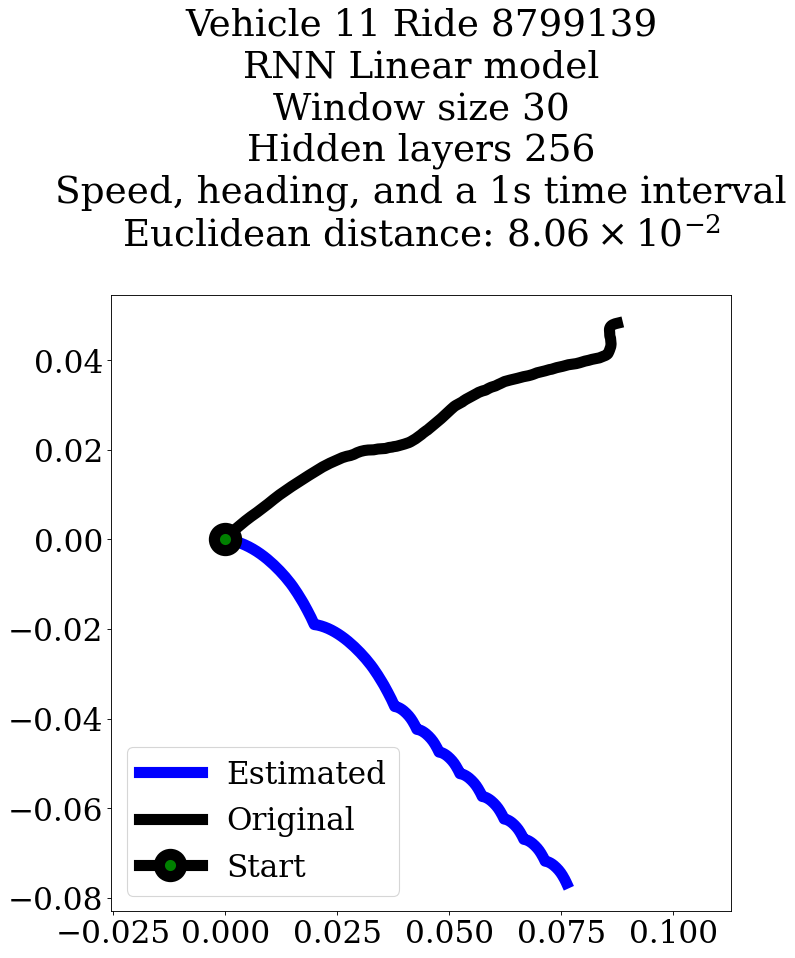 Vehicle 11 Ride 8799139
RNN Linear model
Window size 30
Hidden layers 256
Speed, heading, and a 1s time interval
Euclidean distance: 8.06 × 10⁻²
0.04
0.02
0.00
−0.02
−0.04
−0.06
−0.08
Estimated
Original
Start
−0.025 0.000 0.025 0.050 0.075 0.100